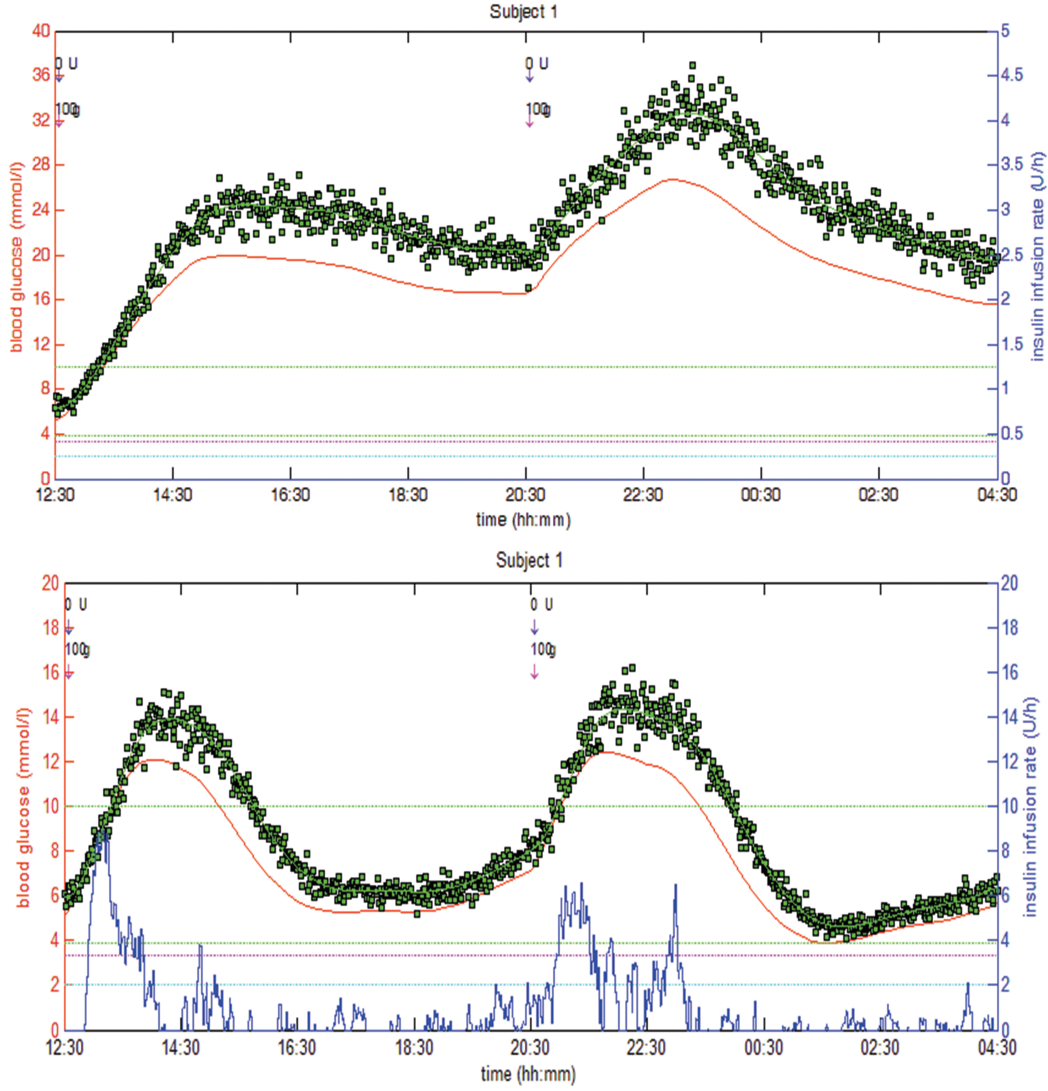 Subject 1
40 36 32 28 24 20 16 12 8 4 0
blood glucose (mmol/l)
0 U 0 U
100g 100g
5 4.5 4 3.5 3 2.5 2 1.5 1 0.5 0
insulin infusion rate (U/h)
12:30 14:30 16:30 18:30 20:30 22:30 00:30 02:30 04:30
time (hh:mm)
Subject 1
20 18 16 14 12 10 8 6 4 2 0
blood glucose (mmol/l)
0 U 0 U
100g 100g
20 18 16 14 12 10 8 6 4 2 0
insulin infusion rate (U/h)
12:30 14:30 16:30 18:30 20:30 22:30 00:30 02:30 04:30
time (hh:mm)